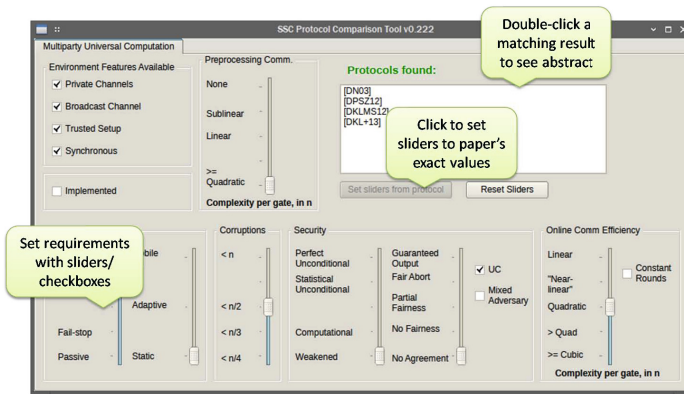 SSC Protocol Comparison Tool v0.222
Double-click a
matching result
to see abstract
Multiparty Universal Computation
Environment Features Available
Private Channels
Broadcast Channel
Trusted Setup
Synchronous
Implemented
Preprocessing Comm.
None
Sublinear
Linear
>=
Quadratic
Complexity per gate, in n
Protocols found:
[DN03]
[DPSZ12]
[DKLMS12]
[DKL+13]
Click to set
sliders to paper's
exact values
Set sliders from protocol
Reset Sliders
Set requirements
with sliders/
checkboxes
Fail-stop
Passive
Adaptive
Static
Corruptions
< n
< n/2
< n/3
< n/4
Security
Perfect
Unconditional
Statistical
Unconditional
Computational
Weakened
Guaranteed
Output
Fair Abort
Partial
Fairness
No Fairness
No Agreement
UC
Mixed
Adversary
Online Comm Efficiency
Linear
"Near-
linear"
Quadratic
> Quad
>= Cubic
Constant
Rounds
Complexity per gate, in n